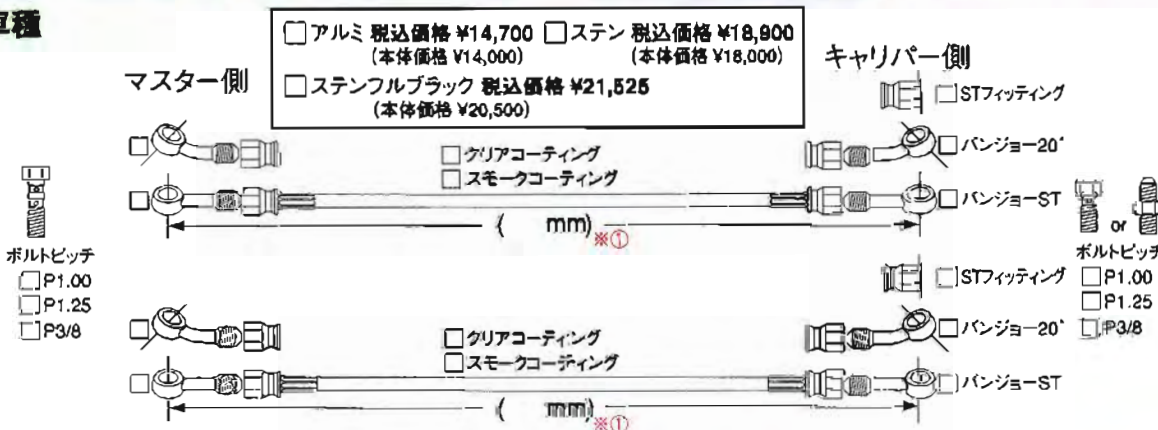 車種
□アルミ 税込価格 ¥14,700 □ステン 税込価格 ¥18,900
(本体価格 ¥14,000) (本体価格 ¥18,000)
□ステンフルブラック 税込価格 ¥21,525
(本体価格 ¥20,500)
マスター側
キャリパー側
□STフィッティング
□クリアコーティング
□バンジョー20°
□スモークコーティング
□バンジョーST
( mm)※①
or
ボルトピッチ
□P1.00
□P1.25
□P3/8
ボルトピッチ
□P1.00
□P1.25
□P3/8
□STフィッティング
□クリアコーティング
□バンジョー20°
□スモークコーティング
□バンジョーST
( mm)※①